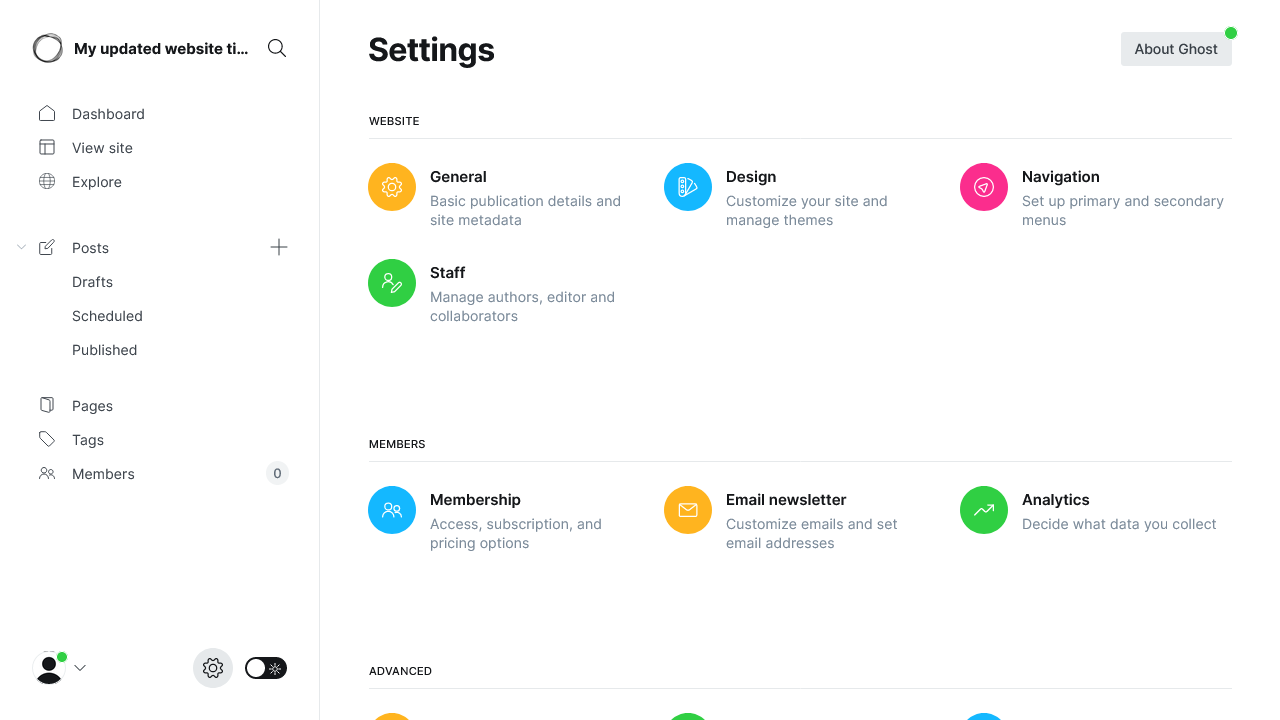 My updated website ti...
Dashboard
View site
Explore
Posts
Drafts
Scheduled
Published
Pages
Tags
Members
0
Settings
About Ghost
WEBSITE
General
Basic publication details and
site metadata
Design
Customize your site and
manage themes
Navigation
Set up primary and secondary
menus
Staff
Manage authors, editor and
collaborators
MEMBERS
Membership
Access, subscription, and
pricing options
Email newsletter
Customize emails and set
email addresses
Analytics
Decide what data you collect
ADVANCED